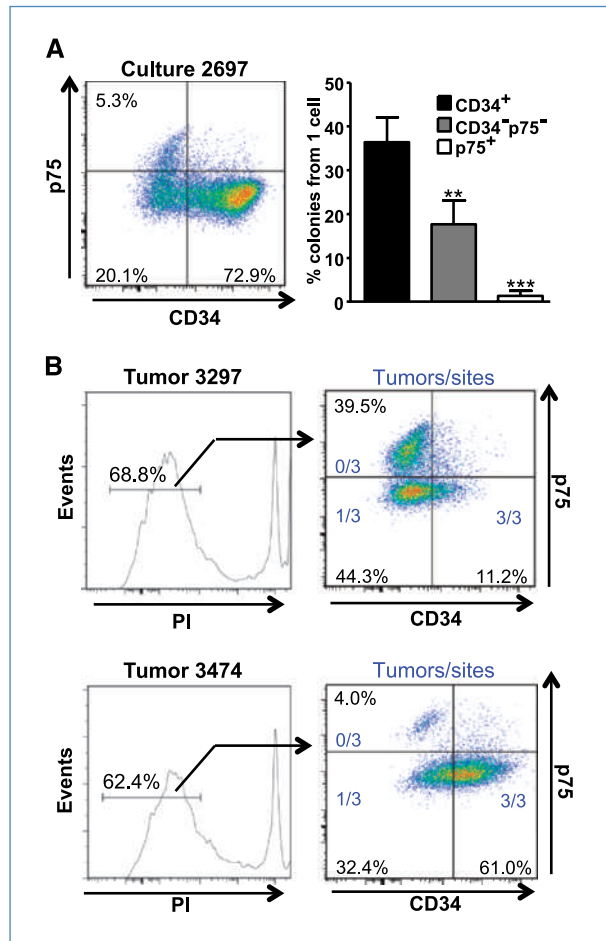 A
Culture 2697
5.3%
20.1%
72.9%
p75
CD34
50
40
30
20
10
0
% colonies from 1 cell
CD34+
CD34-p75-
p75+
**
***
B
Tumor 3297
68.8%
Events
PI
Tumors/sites
39.5%
0/3
1/3
3/3
44.3%
11.2%
p75
CD34
Tumor 3474
62.4%
Events
PI
Tumors/sites
4.0%
0/3
1/3
3/3
32.4%
61.0%
p75
CD34